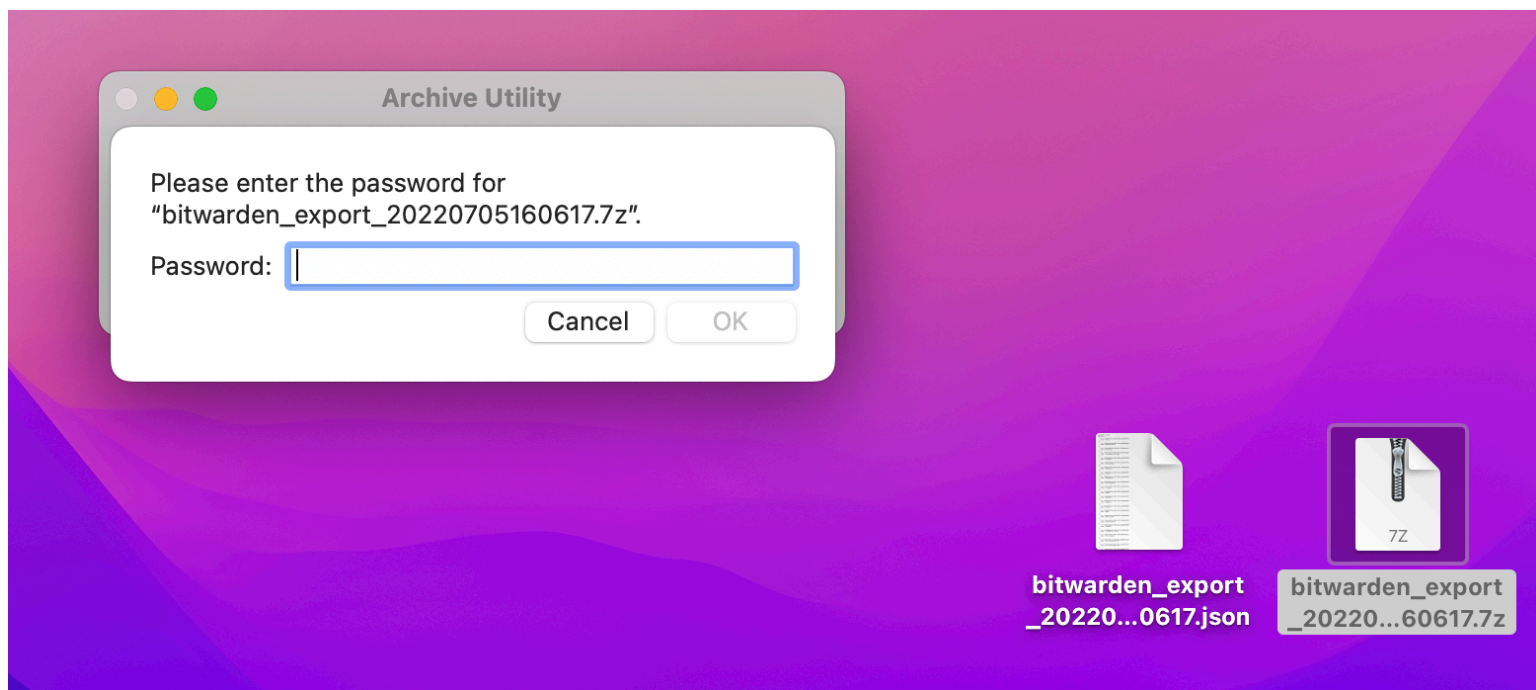 Archive Utility
Please enter the password for
“bitwarden_export_20220705160617.7z”.
Password:
Cancel
OK
7Z
bitwarden_export
_20220...0617.json
bitwarden_export
_20220...60617.7z